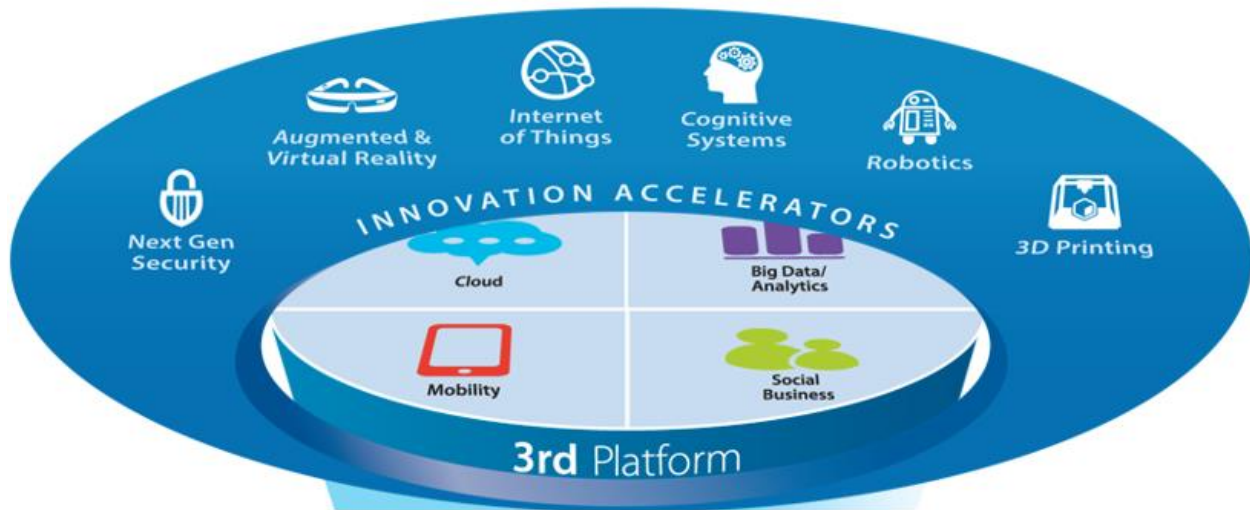 Augmented &
Virtual Reality
Internet
of Things
Cognitive
Systems
Robotics
Next Gen
Security
3D Printing
INNOVATION ACCELERATORS
Cloud
Big Data/
Analytics
Mobility
Social
Business
3rd Platform